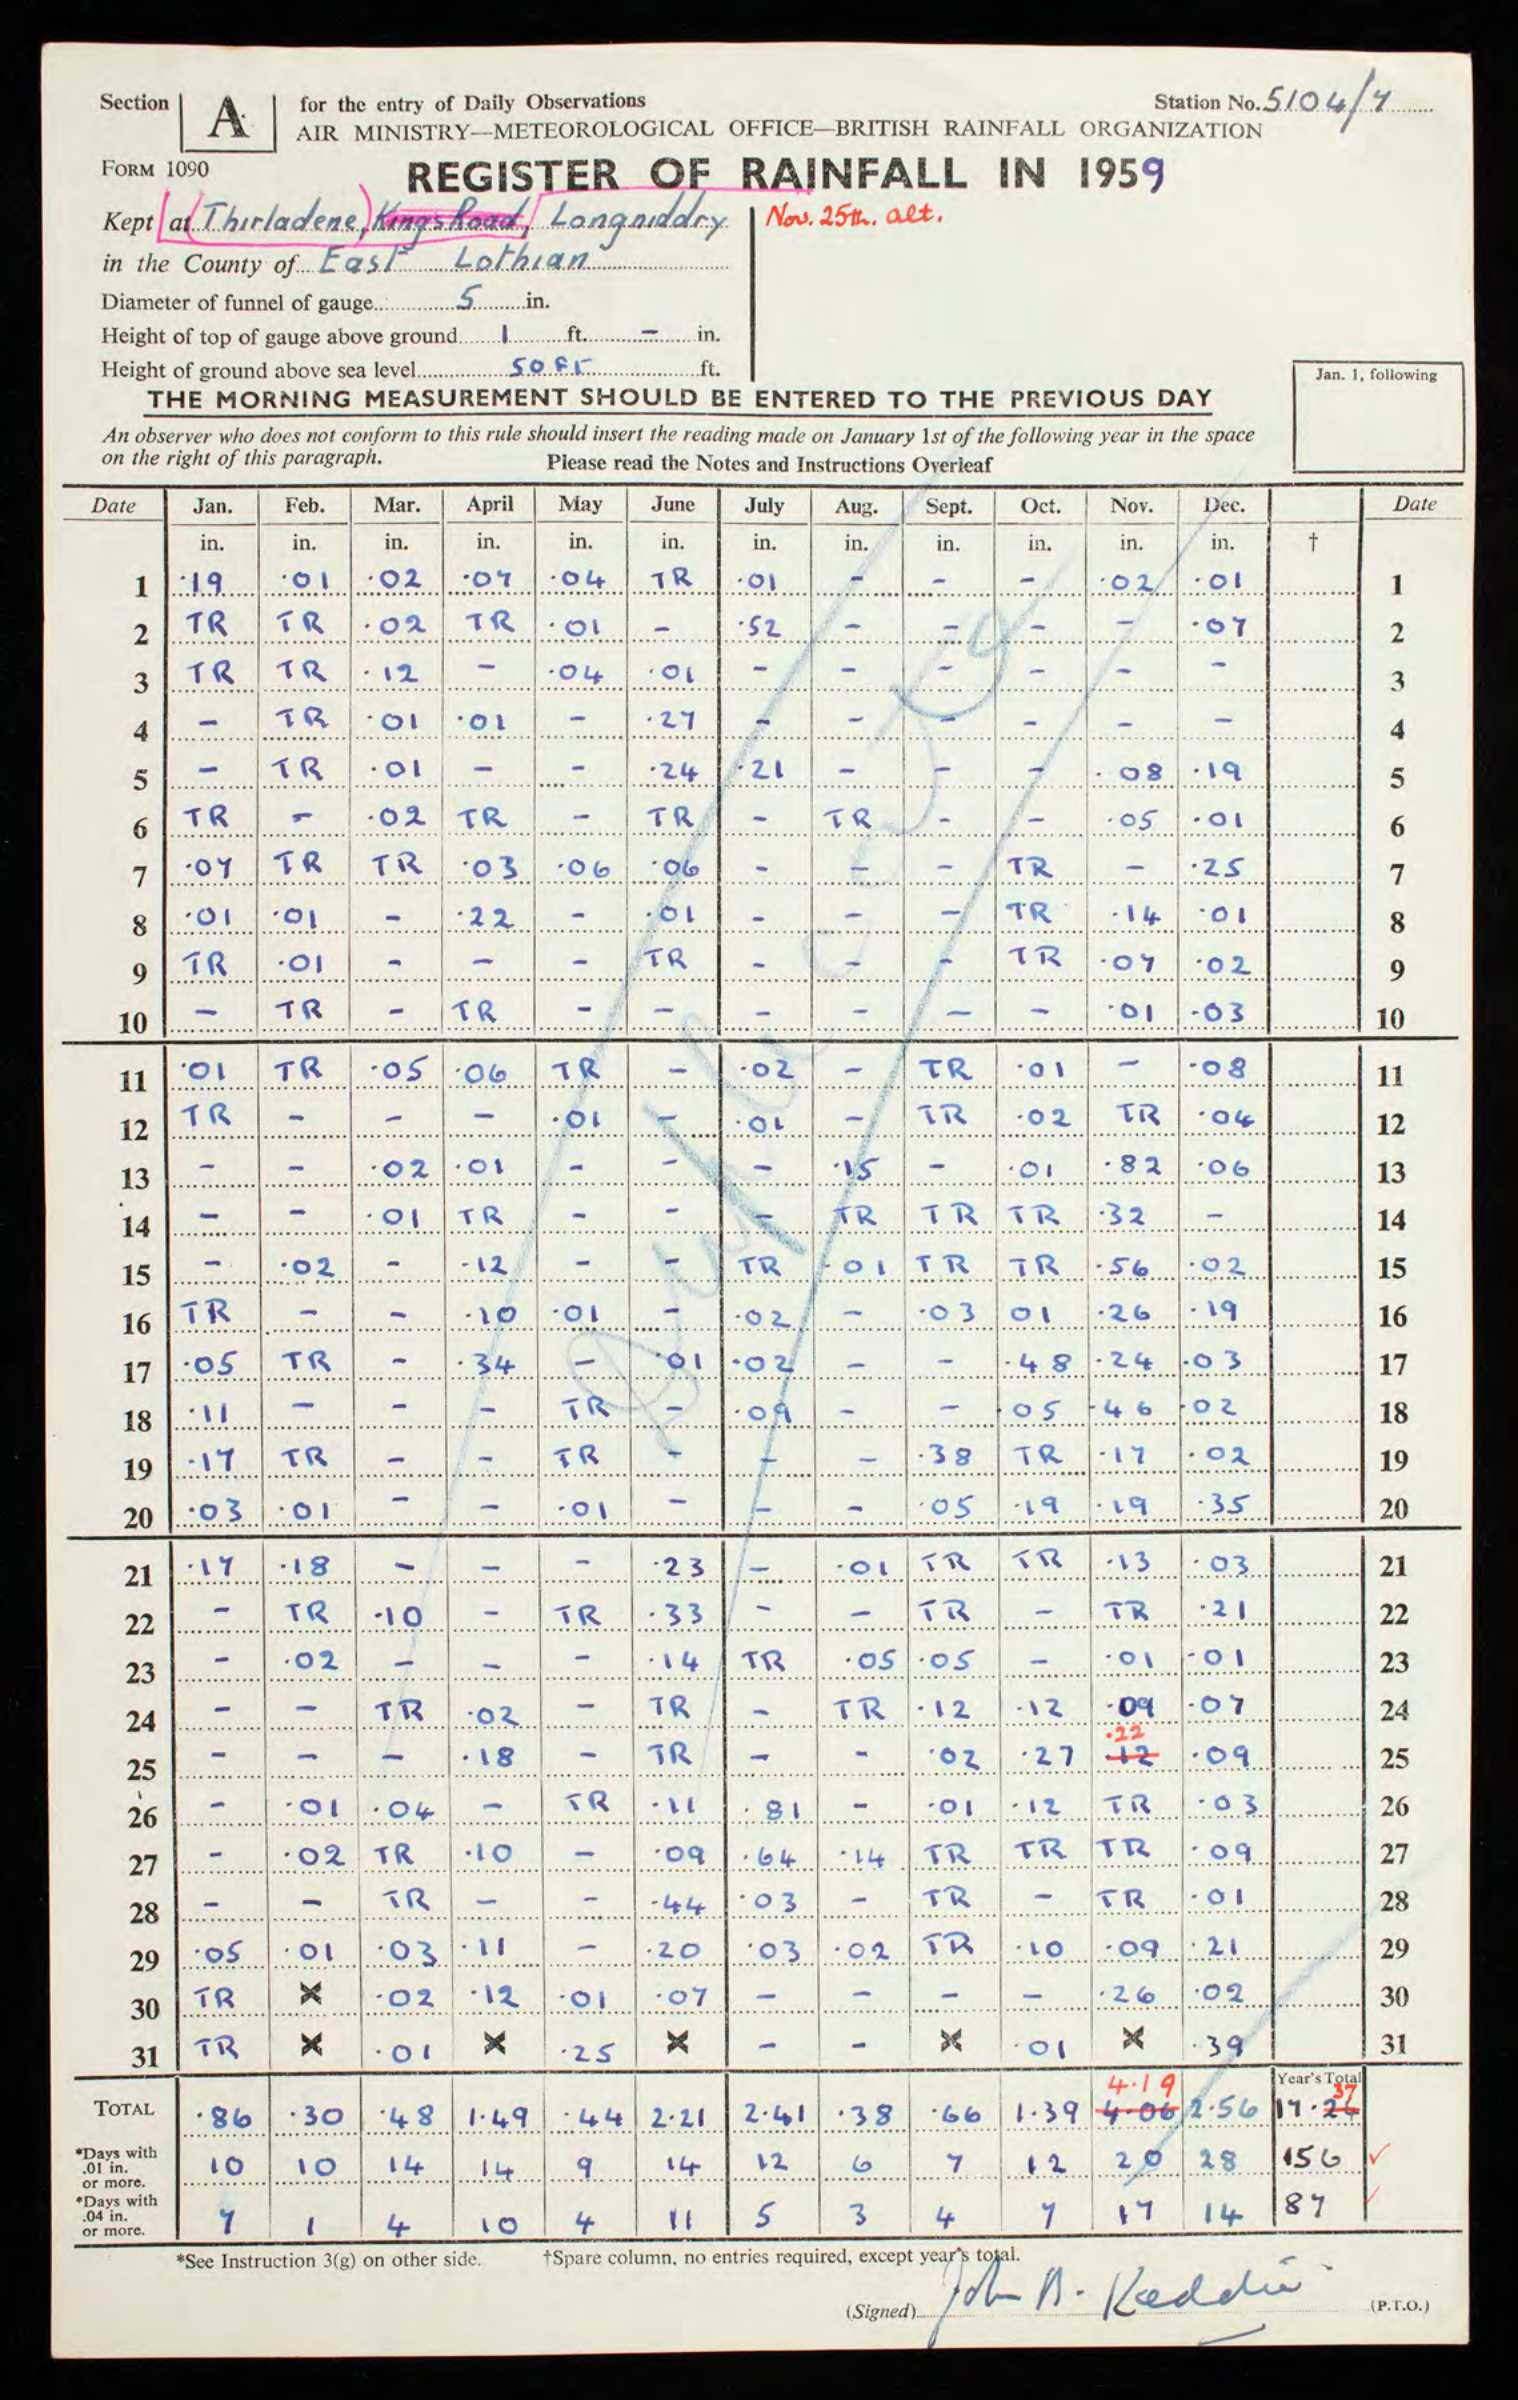 Section A for the entry of Daily Observations Station No. 5104/7
AIR MINISTRY—METEOROLOGICAL OFFICE—BRITISH RAINFALL ORGANIZATION
FORM 1090 REGISTER OF RAINFALL IN 1959
Kept at Thirladene, Kings Road, Longniddry Nov. 25th. alt.
in the County of East Lothian
Diameter of funnel of gauge 5 in.
Height of top of gauge above ground 1 ft. – in.
Height of ground above sea level 50 FT ft.
Jan. 1, following
THE MORNING MEASUREMENT SHOULD BE ENTERED TO THE PREVIOUS DAY
An observer who does not conform to this rule should insert the reading made on January 1st of the following year in the space
on the right of this paragraph. Please read the Notes and Instructions Overleaf
Date Jan. Feb. Mar. April May June July Aug. Sept. Oct. Nov. Dec. Date
in. in. in. in. in. in. in. in. in. in. in. in. †
1 ·19 ·01 ·02 ·07 ·04 TR ·01 – – – ·02 ·01 1
2 TR TR ·02 TR ·01 – ·52 – – – – ·07 2
3 TR TR ·12 – ·04 ·01 – – – – – – 3
4 – TR ·01 ·01 – ·27 – – – – – – 4
5 – TR ·01 – – ·24 ·21 – – – ·08 ·19 5
6 TR – ·02 TR – TR – TR – – ·05 ·01 6
7 ·07 TR TR ·03 ·06 ·06 – – – TR – ·25 7
8 ·01 ·01 – ·22 – ·01 – – – TR ·14 ·01 8
9 TR ·01 – – – TR – – – TR ·07 ·02 9
10 – TR – TR – – – – – – ·01 ·03 10
11 ·01 TR ·05 ·06 TR – ·02 – TR ·01 – ·08 11
12 TR – – – ·01 – ·01 – TR ·02 TR ·04 12
13 – – ·02 ·01 – – – ·15 – ·01 ·82 ·06 13
14 – – ·01 TR – – – TR TR TR ·32 – 14
15 – ·02 – ·12 – – TR ·01 TR TR ·56 ·02 15
16 TR – – ·10 ·01 – ·02 – ·03 01 ·26 ·19 16
17 ·05 TR – ·34 – ·01 ·02 – – ·48 ·24 ·03 17
18 ·11 – – – TR – ·09 – – ·05 ·46 ·02 18
19 ·17 TR – – TR – – – ·38 TR ·17 ·02 19
20 ·03 ·01 – – ·01 – – – ·05 ·19 ·19 ·35 20
21 ·17 ·18 – – – ·23 – ·01 TR TR ·13 ·03 21
22 – TR ·10 – TR ·33 – – TR – TR ·21 22
23 – ·02 – – – ·14 TR ·05 ·05 – ·01 ·01 23
24 – – TR ·02 – TR – TR ·12 ·12 ·09 ·07 24
·22
25 – – – ·18 – TR – – ·02 ·27 ·12 ·09 25
26 – ·01 ·04 – TR ·11 ·81 – ·01 ·12 TR ·03 26
27 – ·02 TR ·10 – ·09 ·64 ·14 TR TR TR ·09 27
28 – – TR – – ·44 ·03 – TR – TR ·01 28
29 ·05 ·01 ·03 ·11 – ·20 ·03 ·02 TR ·10 ·09 ·21 29
30 TR X ·02 ·12 ·01 ·07 – – – – ·26 ·02 30
31 TR X ·01 X ·25 X – – X ·01 X ·39 31
4·19 Year's Total 37
TOTAL ·86 ·30 ·48 1·49 ·44 2·21 2·41 ·38 ·66 1·39 4·06 2·56 17·24
*Days with .01 in. or more. 10 10 14 14 9 14 12 6 7 12 20 28 156 ✓
*Days with .04 in. or more. 7 1 4 10 4 11 5 3 4 7 17 14 87 ✓
*See Instruction 3(g) on other side. †Spare column, no entries required, except year's total.
(Signed) John Keddie (P.T.O.)